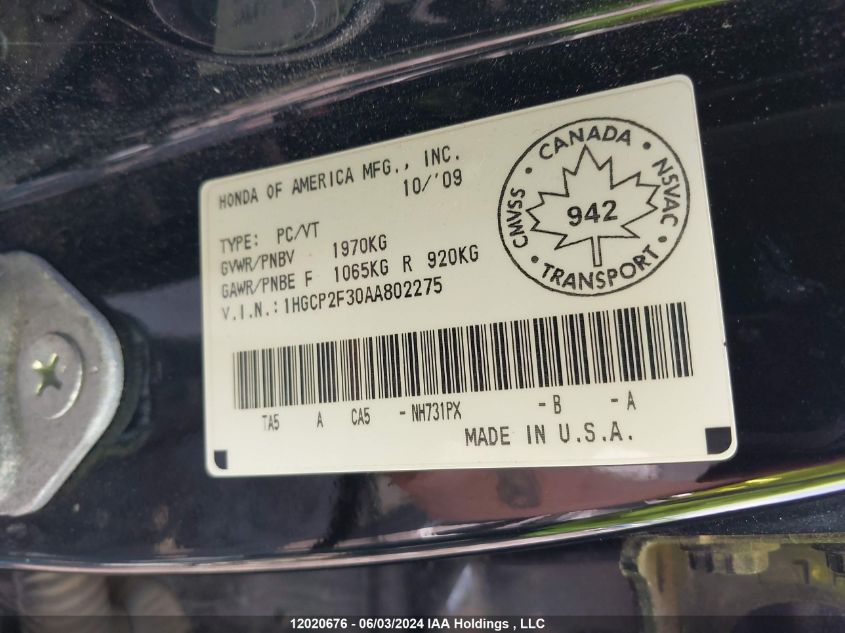 HONDA OF AMERICA MFG., INC.
10/'09
TYPE: PC/VT
GVWR/PNBV 1970KG
GAWR/PNBE F 1065KG R 920KG
V.I.N.: 1HGCP2F30AA802275
CANADA
CMVSS NSVAC
942
TRANSPORT
TA5 A CA5 - NH731PX - B - A
MADE IN U.S.A.
12020676 - 06/03/2024 IAA Holdings , LLC